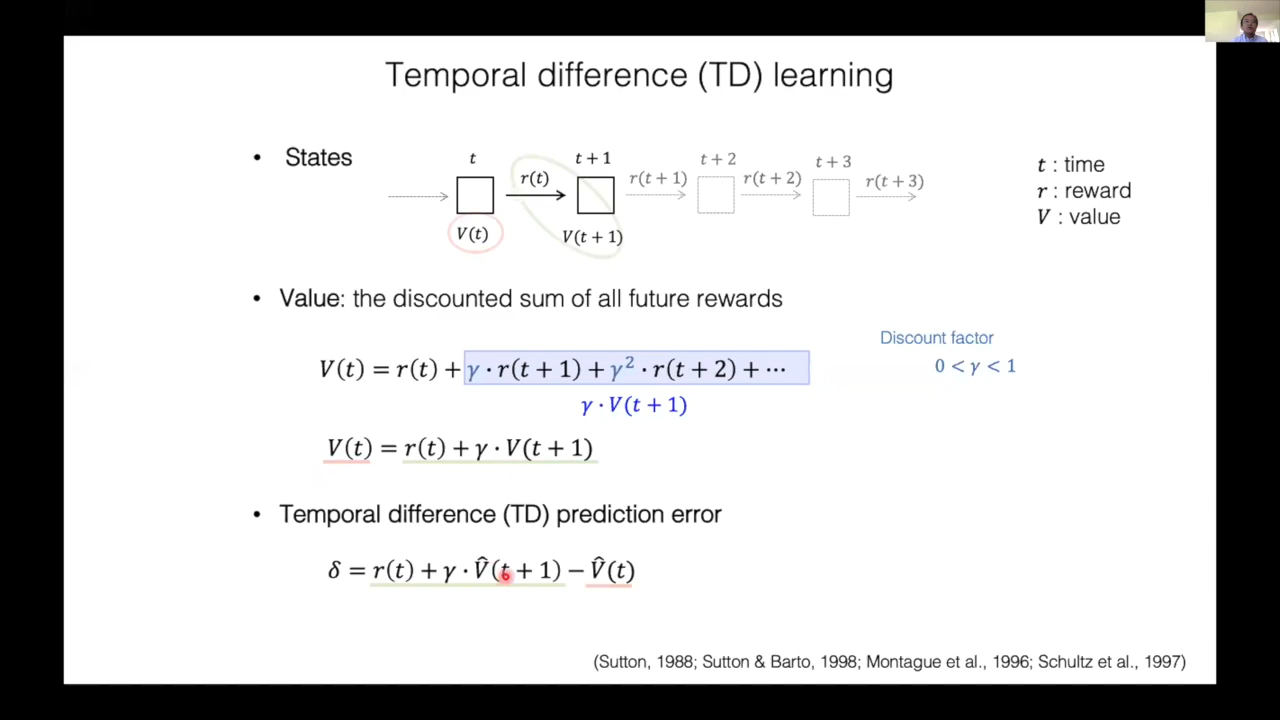 Temporal difference (TD) learning
• States
t
t + 1
t + 2
t + 3
r(t)
r(t + 1)
r(t + 2)
r(t + 3)
V(t)
V(t + 1)
t : time
r : reward
V : value
• Value: the discounted sum of all future rewards
Discount factor
0 < γ < 1
V(t) = r(t) + γ · r(t + 1) + γ² · r(t + 2) + ⋯
γ · V(t + 1)
V(t) = r(t) + γ · V(t + 1)
• Temporal difference (TD) prediction error
δ = r(t) + γ · V̂(t + 1) − V̂(t)
(Sutton, 1988; Sutton & Barto, 1998; Montague et al., 1996; Schultz et al., 1997)